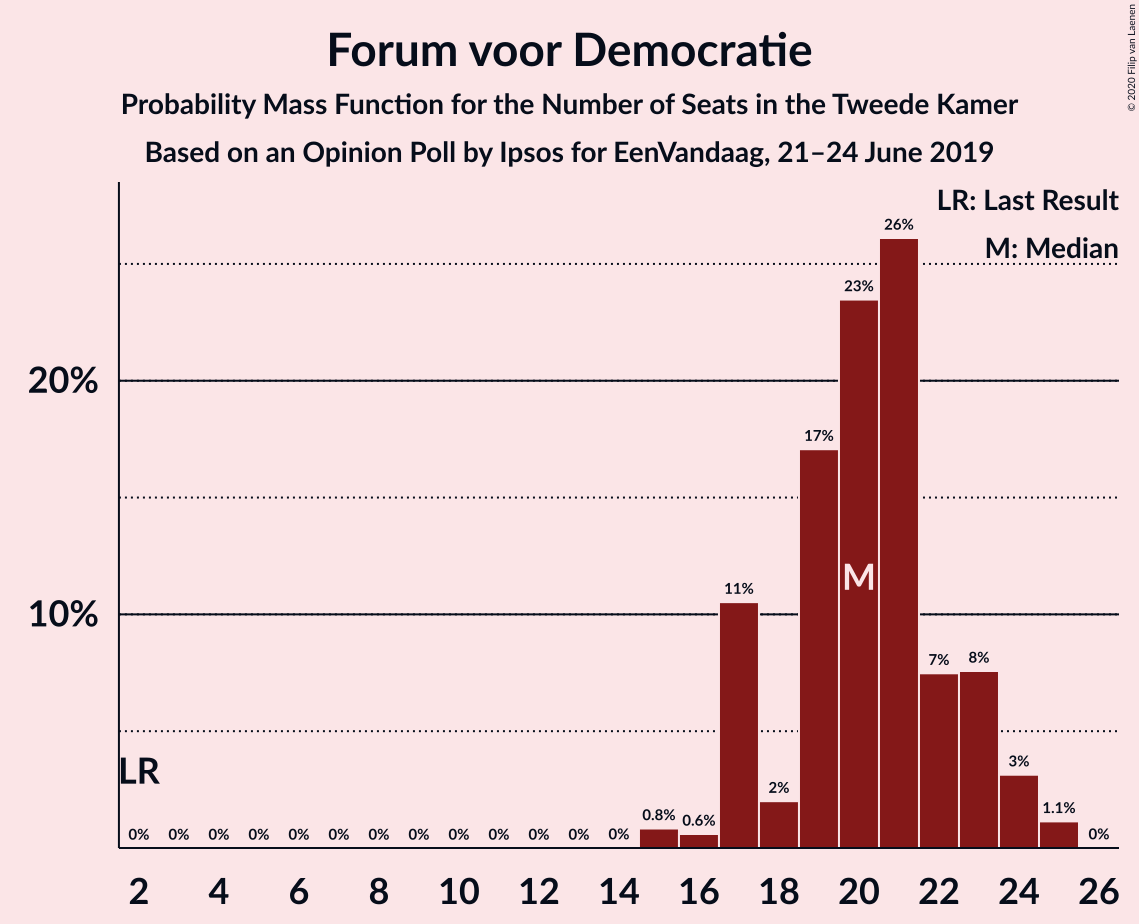 Forum voor Democratie
Probability Mass Function for the Number of Seats in the Tweede Kamer
Based on an Opinion Poll by Ipsos for EenVandaag, 21–24 June 2019
© 2020 Filip van Laenen
LR: Last Result
M: Median
20%
10%
LR
M
0% 0% 0% 0% 0% 0% 0% 0% 0% 0% 0% 0% 0% 0.8% 0.6% 11% 2% 17% 23% 26% 7% 8% 3% 1.1% 0%
2 4 6 8 10 12 14 16 18 20 22 24 26